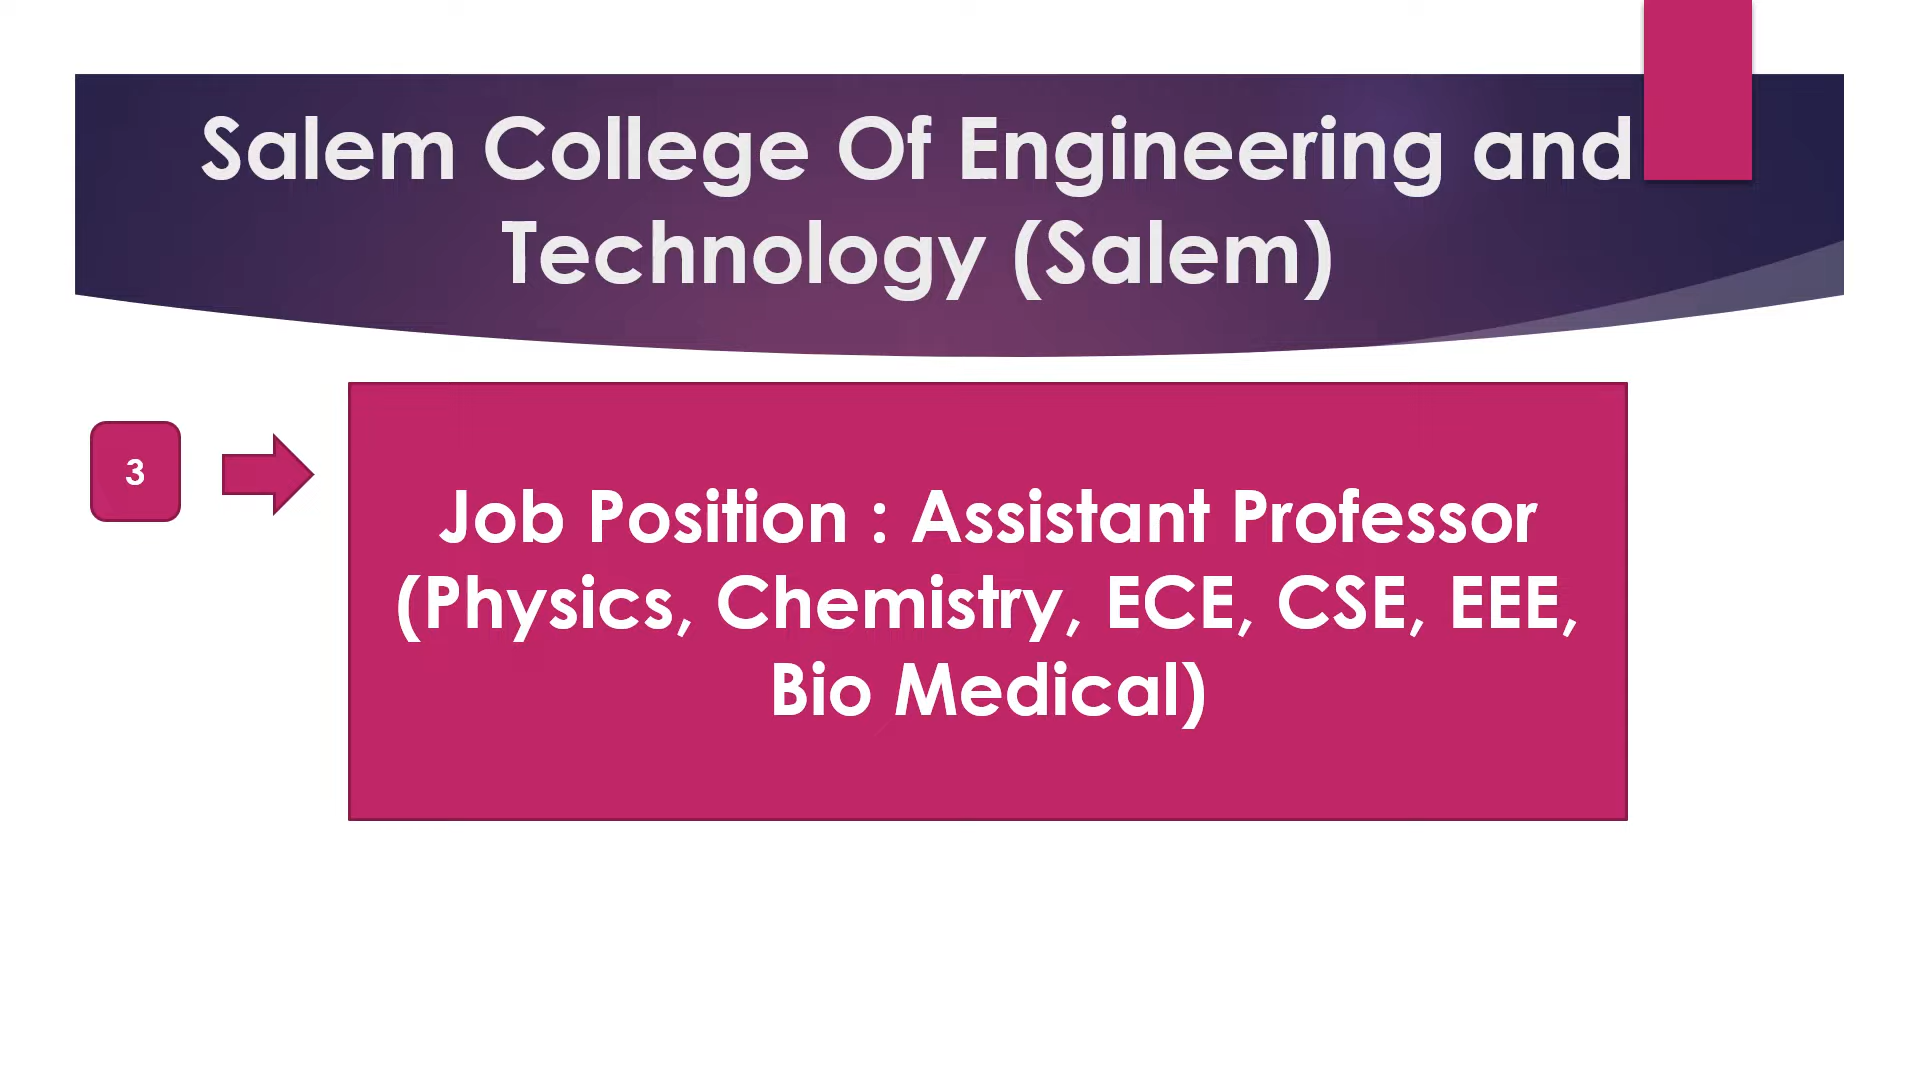 Salem College Of Engineering and
Technology (Salem)
3
Job Position : Assistant Professor
(Physics, Chemistry, ECE, CSE, EEE,
Bio Medical)